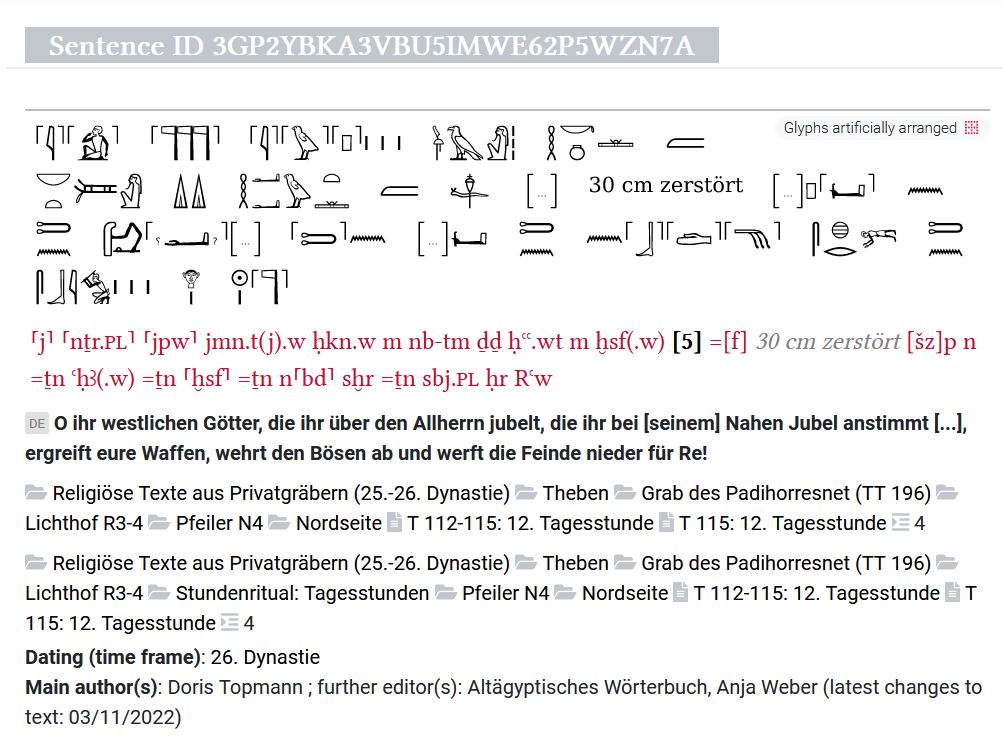 Sentence ID 3GP2YBKA3VBU5IMWE62P5WZN7A
Glyphs artificially arranged
30 cm zerstört
⸢j⸣ ⸢nṯr.PL⸣ ⸢jpw⸣ jmn.t(j).w ḥkn.w m nb-tm ḏḏ ḥꜥꜥ.wt m ḫsf(.w) [5] =[f] 30 cm zerstört [šz]p n
=ṯn ꜥḥꜣ(.w) =ṯn ⸢ḫsf⸣ =ṯn n⸢bd⸣ sḫr =ṯn sbj.PL ḥr Rꜥw
DE O ihr westlichen Götter, die ihr über den Allherrn jubelt, die ihr bei [seinem] Nahen Jubel anstimmt [...],
ergreift eure Waffen, wehrt den Bösen ab und werft die Feinde nieder für Re!
Religiöse Texte aus Privatgräbern (25.-26. Dynastie) Theben Grab des Padihorresnet (TT 196)
Lichthof R3-4 Pfeiler N4 Nordseite T 112-115: 12. Tagesstunde T 115: 12. Tagesstunde 4
Religiöse Texte aus Privatgräbern (25.-26. Dynastie) Theben Grab des Padihorresnet (TT 196)
Lichthof R3-4 Stundenritual: Tagesstunden Pfeiler N4 Nordseite T 112-115: 12. Tagesstunde T
115: 12. Tagesstunde 4
Dating (time frame): 26. Dynastie
Main author(s): Doris Topmann ; further editor(s): Altägyptisches Wörterbuch, Anja Weber (latest changes to
text: 03/11/2022)